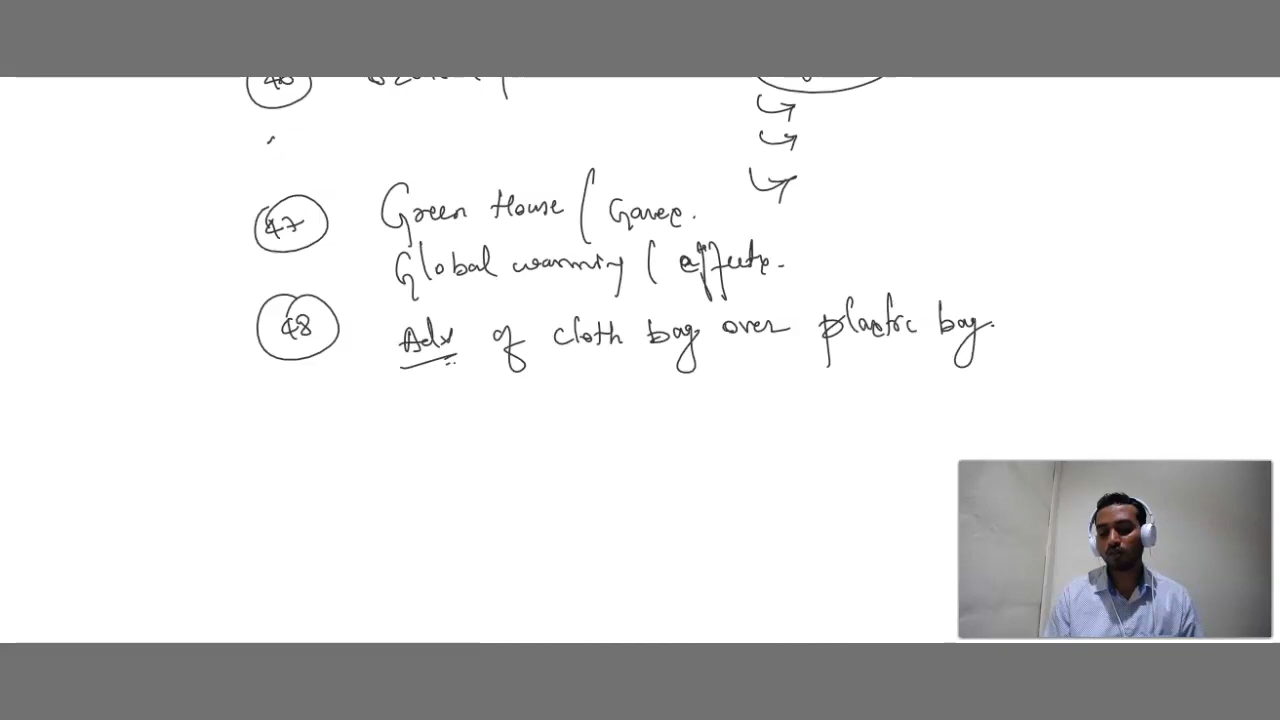 47 Green House / Gases.
Global warming / effects.
48 Adv of cloth bag over plastic bag.